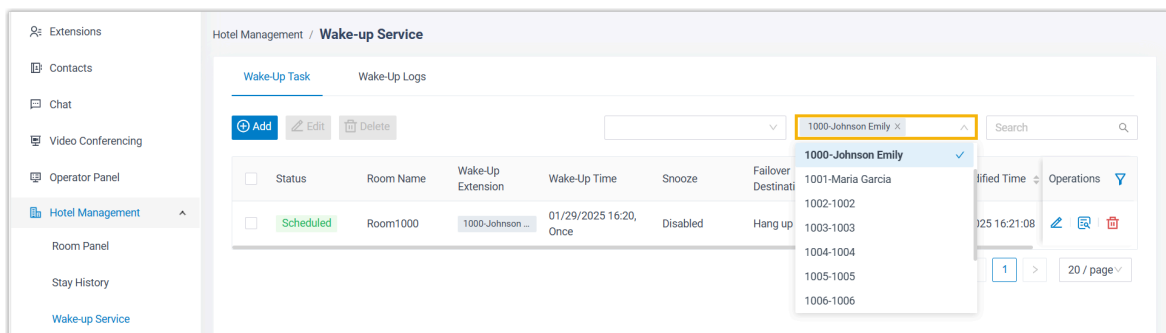 Extensions
Contacts
Chat
Video Conferencing
Operator Panel
Hotel Management
Room Panel
Stay History
Wake-up Service
Hotel Management / Wake-up Service
Wake-Up Task Wake-Up Logs
Add Edit Delete 1000-Johnson Emily X Search
Status Room Name Wake-Up Extension Wake-Up Time Snooze Failover Destinati dified Time Operations
Scheduled Room1000 1000-Johnson ... 01/29/2025 16:20, Once Disabled Hang up 025 16:21:08
1000-Johnson Emily
1001-Maria Garcia
1002-1002
1003-1003
1004-1004
1005-1005
1006-1006
1 > 20 / page